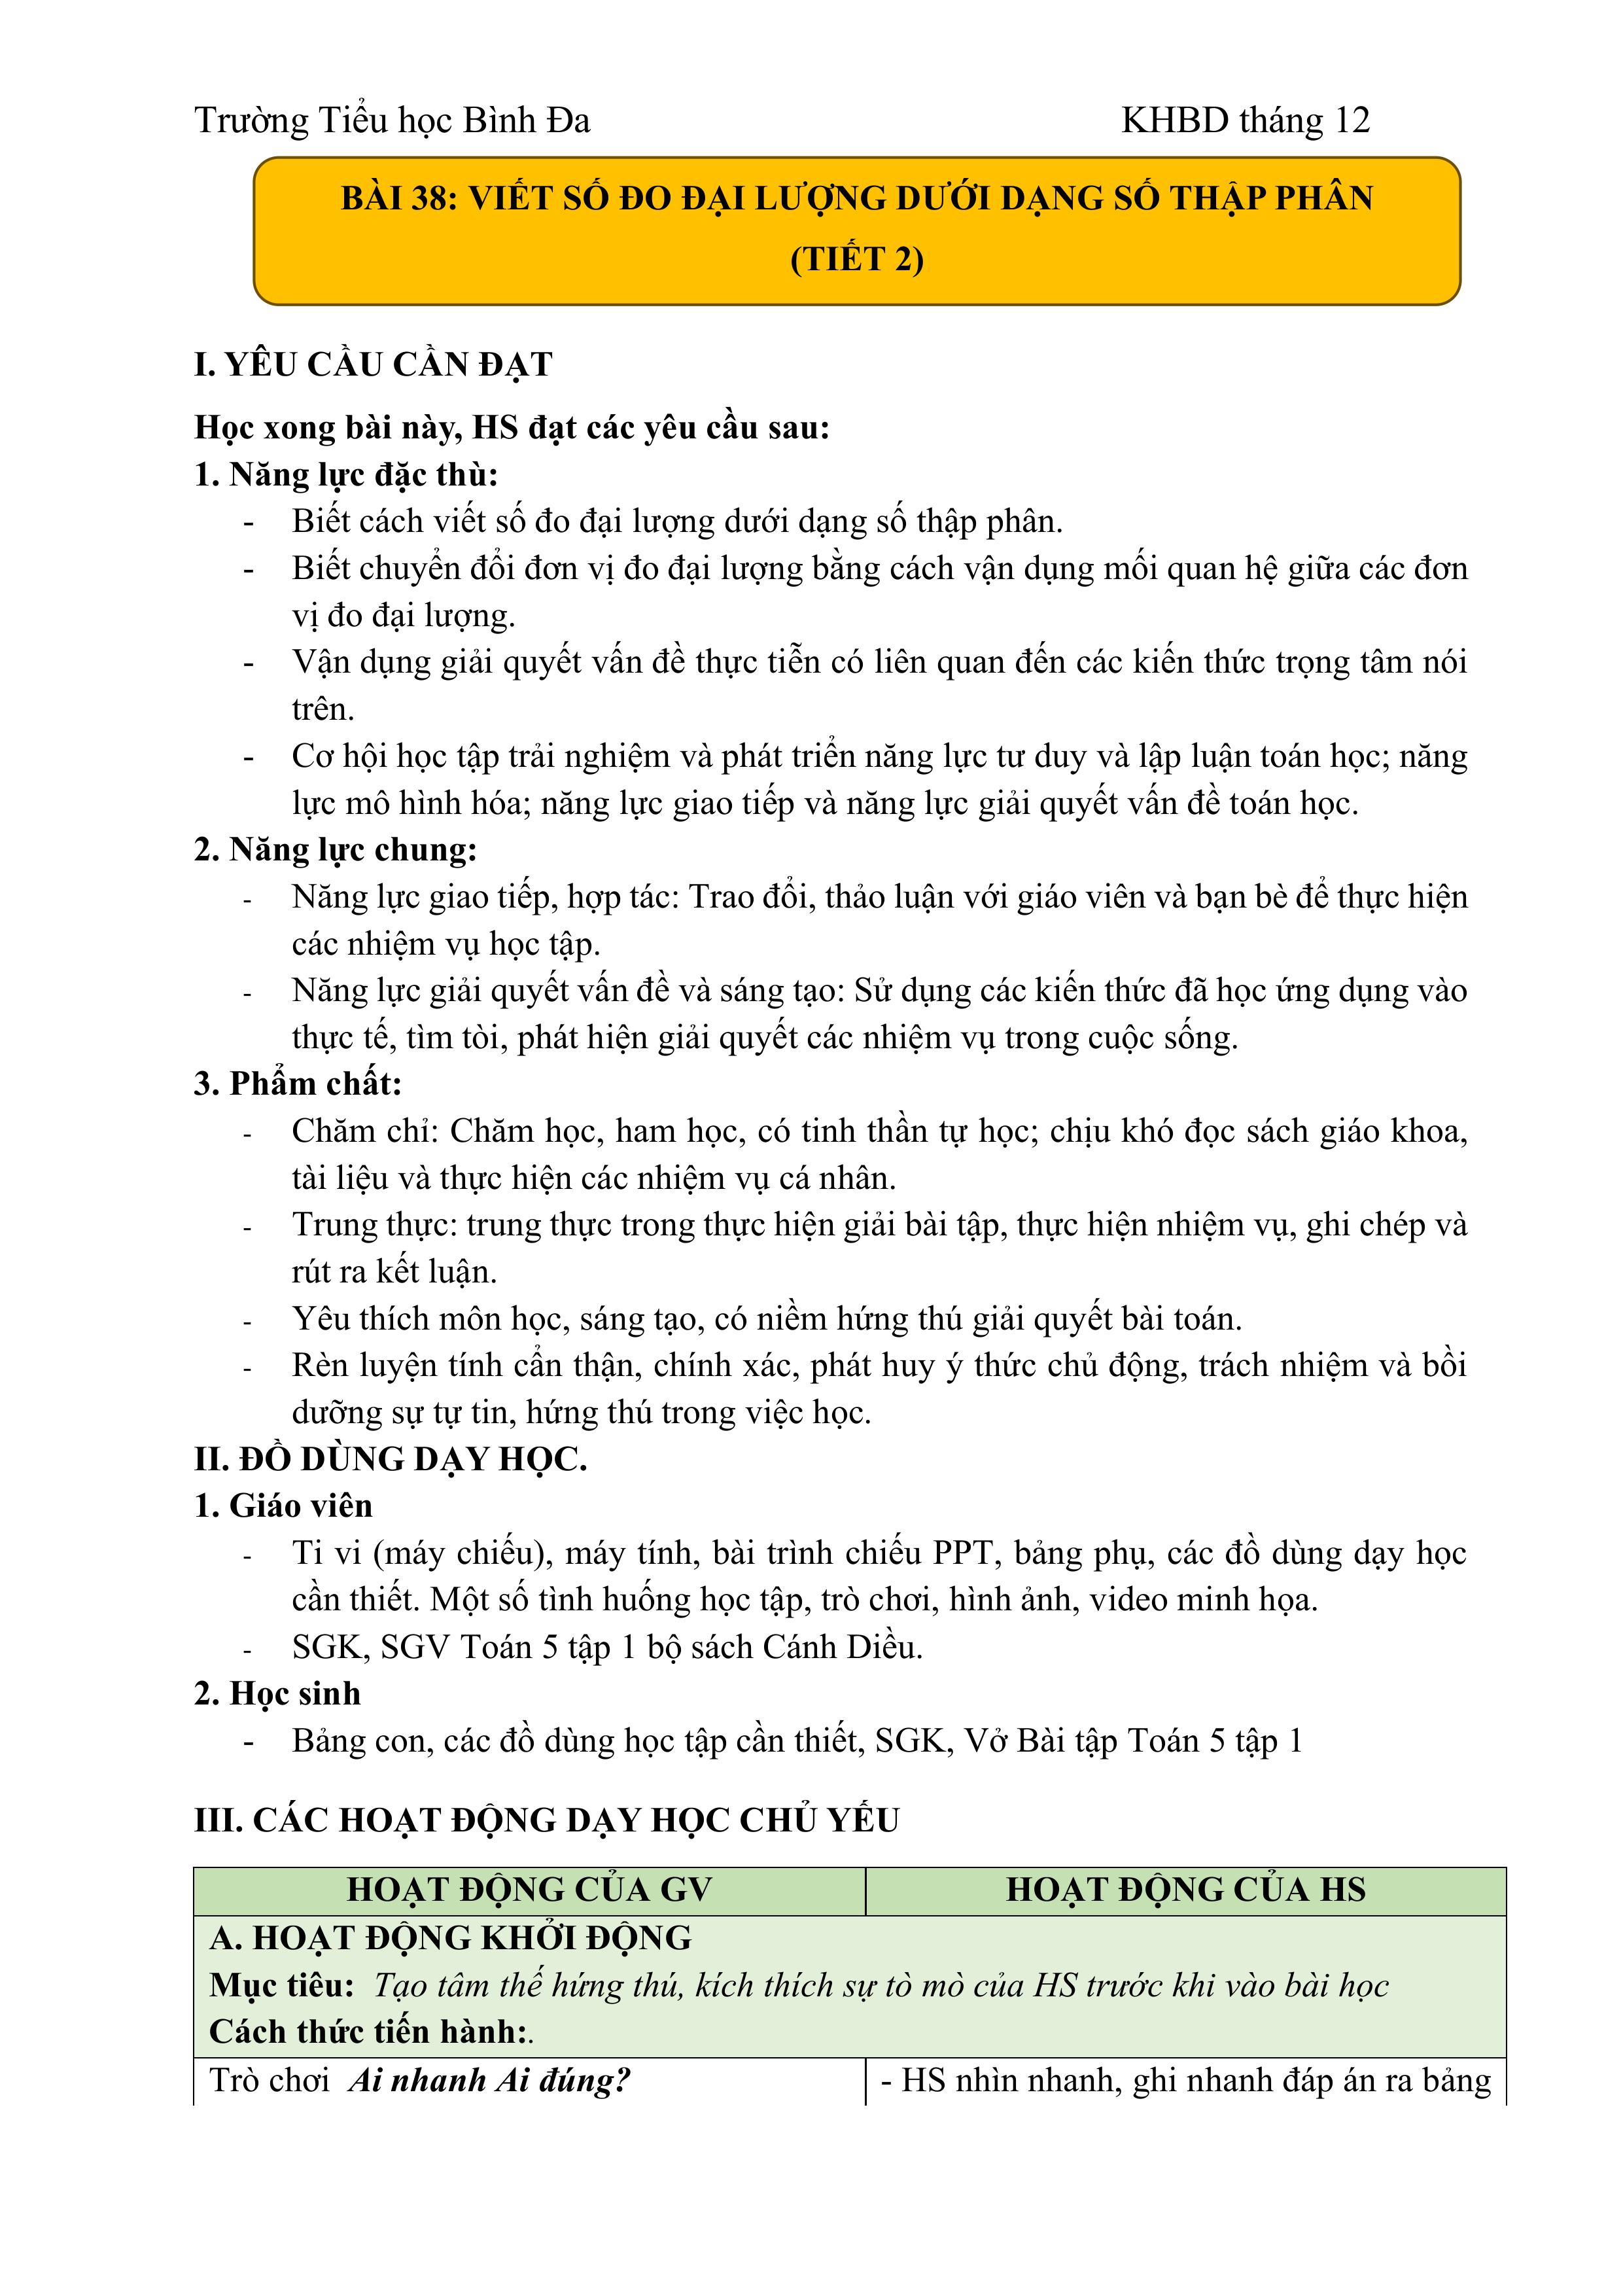 Trường Tiểu học Bình Đa KHBD tháng 12
BÀI 38: VIẾT SỐ ĐO ĐẠI LƯỢNG DƯỚI DẠNG SỐ THẬP PHÂN
(TIẾT 2)
I. YÊU CẦU CẦN ĐẠT
Học xong bài này, HS đạt các yêu cầu sau:
1. Năng lực đặc thù:
- Biết cách viết số đo đại lượng dưới dạng số thập phân.
- Biết chuyển đổi đơn vị đo đại lượng bằng cách vận dụng mối quan hệ giữa các đơn
vị đo đại lượng.
- Vận dụng giải quyết vấn đề thực tiễn có liên quan đến các kiến thức trọng tâm nói
trên.
- Cơ hội học tập trải nghiệm và phát triển năng lực tư duy và lập luận toán học; năng
lực mô hình hóa; năng lực giao tiếp và năng lực giải quyết vấn đề toán học.
2. Năng lực chung:
- Năng lực giao tiếp, hợp tác: Trao đổi, thảo luận với giáo viên và bạn bè để thực hiện
các nhiệm vụ học tập.
- Năng lực giải quyết vấn đề và sáng tạo: Sử dụng các kiến thức đã học ứng dụng vào
thực tế, tìm tòi, phát hiện giải quyết các nhiệm vụ trong cuộc sống.
3. Phẩm chất:
- Chăm chỉ: Chăm học, ham học, có tinh thần tự học; chịu khó đọc sách giáo khoa,
tài liệu và thực hiện các nhiệm vụ cá nhân.
- Trung thực: trung thực trong thực hiện giải bài tập, thực hiện nhiệm vụ, ghi chép và
rút ra kết luận.
- Yêu thích môn học, sáng tạo, có niềm hứng thú giải quyết bài toán.
- Rèn luyện tính cẩn thận, chính xác, phát huy ý thức chủ động, trách nhiệm và bồi
dưỡng sự tự tin, hứng thú trong việc học.
II. ĐỒ DÙNG DẠY HỌC.
1. Giáo viên
- Ti vi (máy chiếu), máy tính, bài trình chiếu PPT, bảng phụ, các đồ dùng dạy học
cần thiết. Một số tình huống học tập, trò chơi, hình ảnh, video minh họa.
- SGK, SGV Toán 5 tập 1 bộ sách Cánh Diều.
2. Học sinh
- Bảng con, các đồ dùng học tập cần thiết, SGK, Vở Bài tập Toán 5 tập 1
III. CÁC HOẠT ĐỘNG DẠY HỌC CHỦ YẾU
HOẠT ĐỘNG CỦA GV HOẠT ĐỘNG CỦA HS
A. HOẠT ĐỘNG KHỞI ĐỘNG
Mục tiêu: Tạo tâm thế hứng thú, kích thích sự tò mò của HS trước khi vào bài học
Cách thức tiến hành:.
Trò chơi Ai nhanh Ai đúng? - HS nhìn nhanh, ghi nhanh đáp án ra bảng